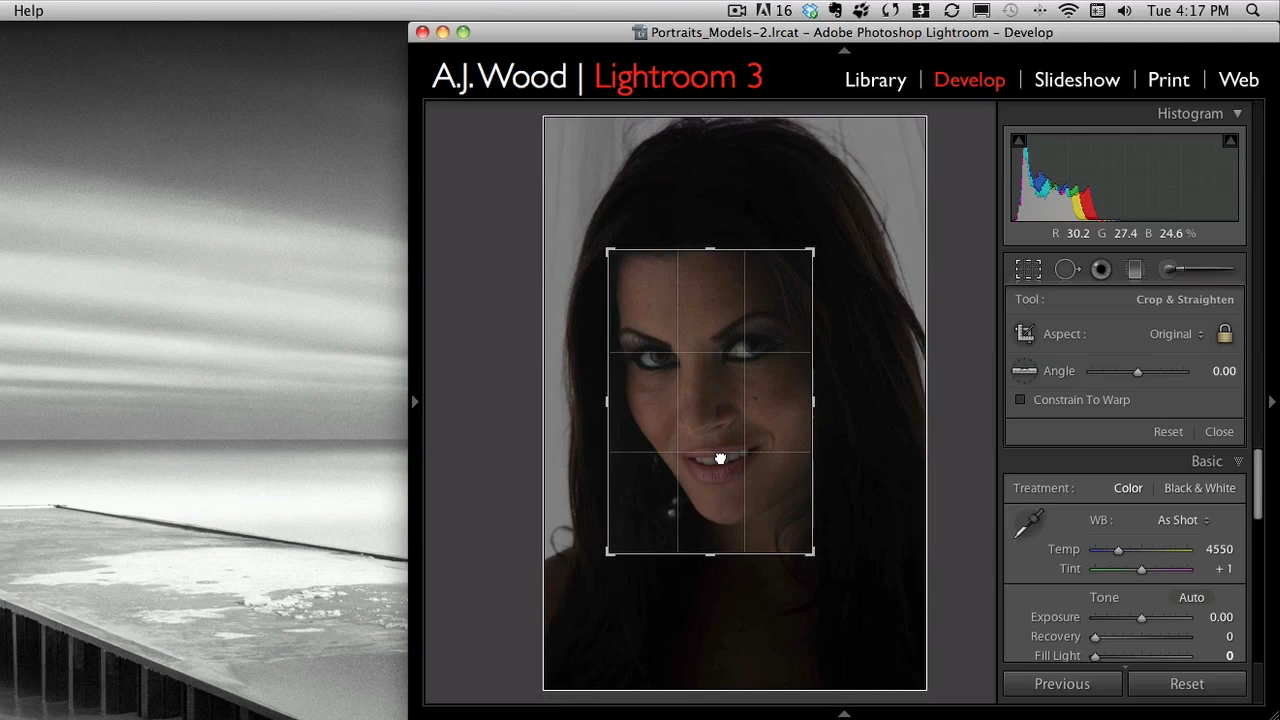 Help
16
3
Tue 4:17 PM
Portraits_Models-2.lrcat - Adobe Photoshop Lightroom - Develop
A.J. Wood | Lightroom 3
Library | Develop | Slideshow | Print | Web
Histogram
R 30.2 G 27.4 B 24.6 %
Tool : Crop & Straighten
Aspect : Original
Angle 0.00
Constrain To Warp
Reset Close
Basic
Treatment : Color | Black & White
WB : As Shot
Temp 4550
Tint + 1
Tone Auto
Exposure 0.00
Recovery 0
Fill Light 0
Previous Reset